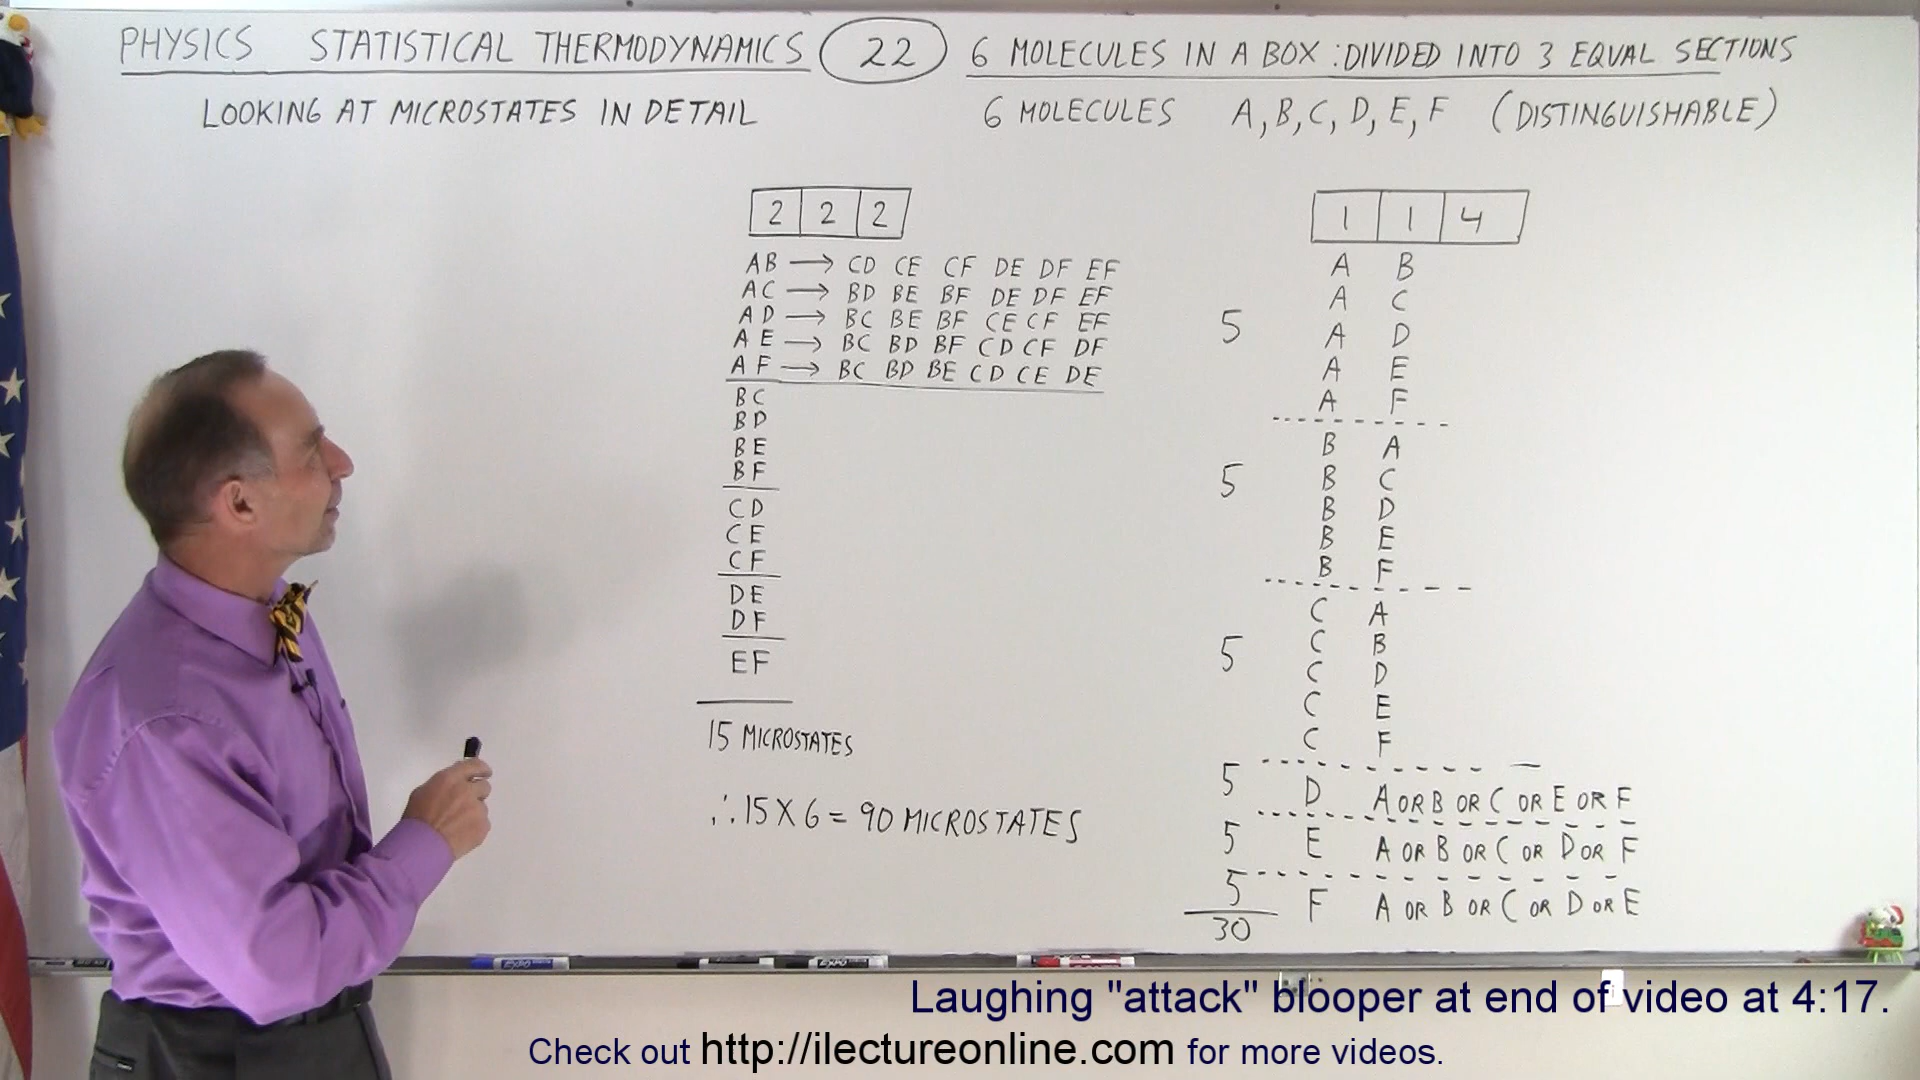 PHYSICS STATISTICAL THERMODYNAMICS 22 6 MOLECULES IN A BOX : DIVIDED INTO 3 EQUAL SECTIONS
LOOKING AT MICROSTATES IN DETAIL
6 MOLECULES A, B, C, D, E, F (DISTINGUISHABLE)
2 2 2
AB → CD CE CF DE DF EF
AC → BD BE BF DE DF EF
AD → BC BE BF CE CF EF
AE → BC BD BF CD CF DF
AF → BC BD BE CD CE DE
BC
BD
BE
BF
CD
CE
CF
DE
DF
EF
15 MICROSTATES
∴ 15 X 6 = 90 MICROSTATES
1 1 4
A B
A C
5 A D
A E
A F
B A
5 B C
B D
B E
B F
C A
C B
5 C D
C E
C F
5 D A OR B OR C OR E OR F
5 E A OR B OR C OR D OR F
5 F A OR B OR C OR D OR E
30
EXPO
EXPO
Laughing "attack" blooper at end of video at 4:17.
Check out http://ilectureonline.com for more videos.